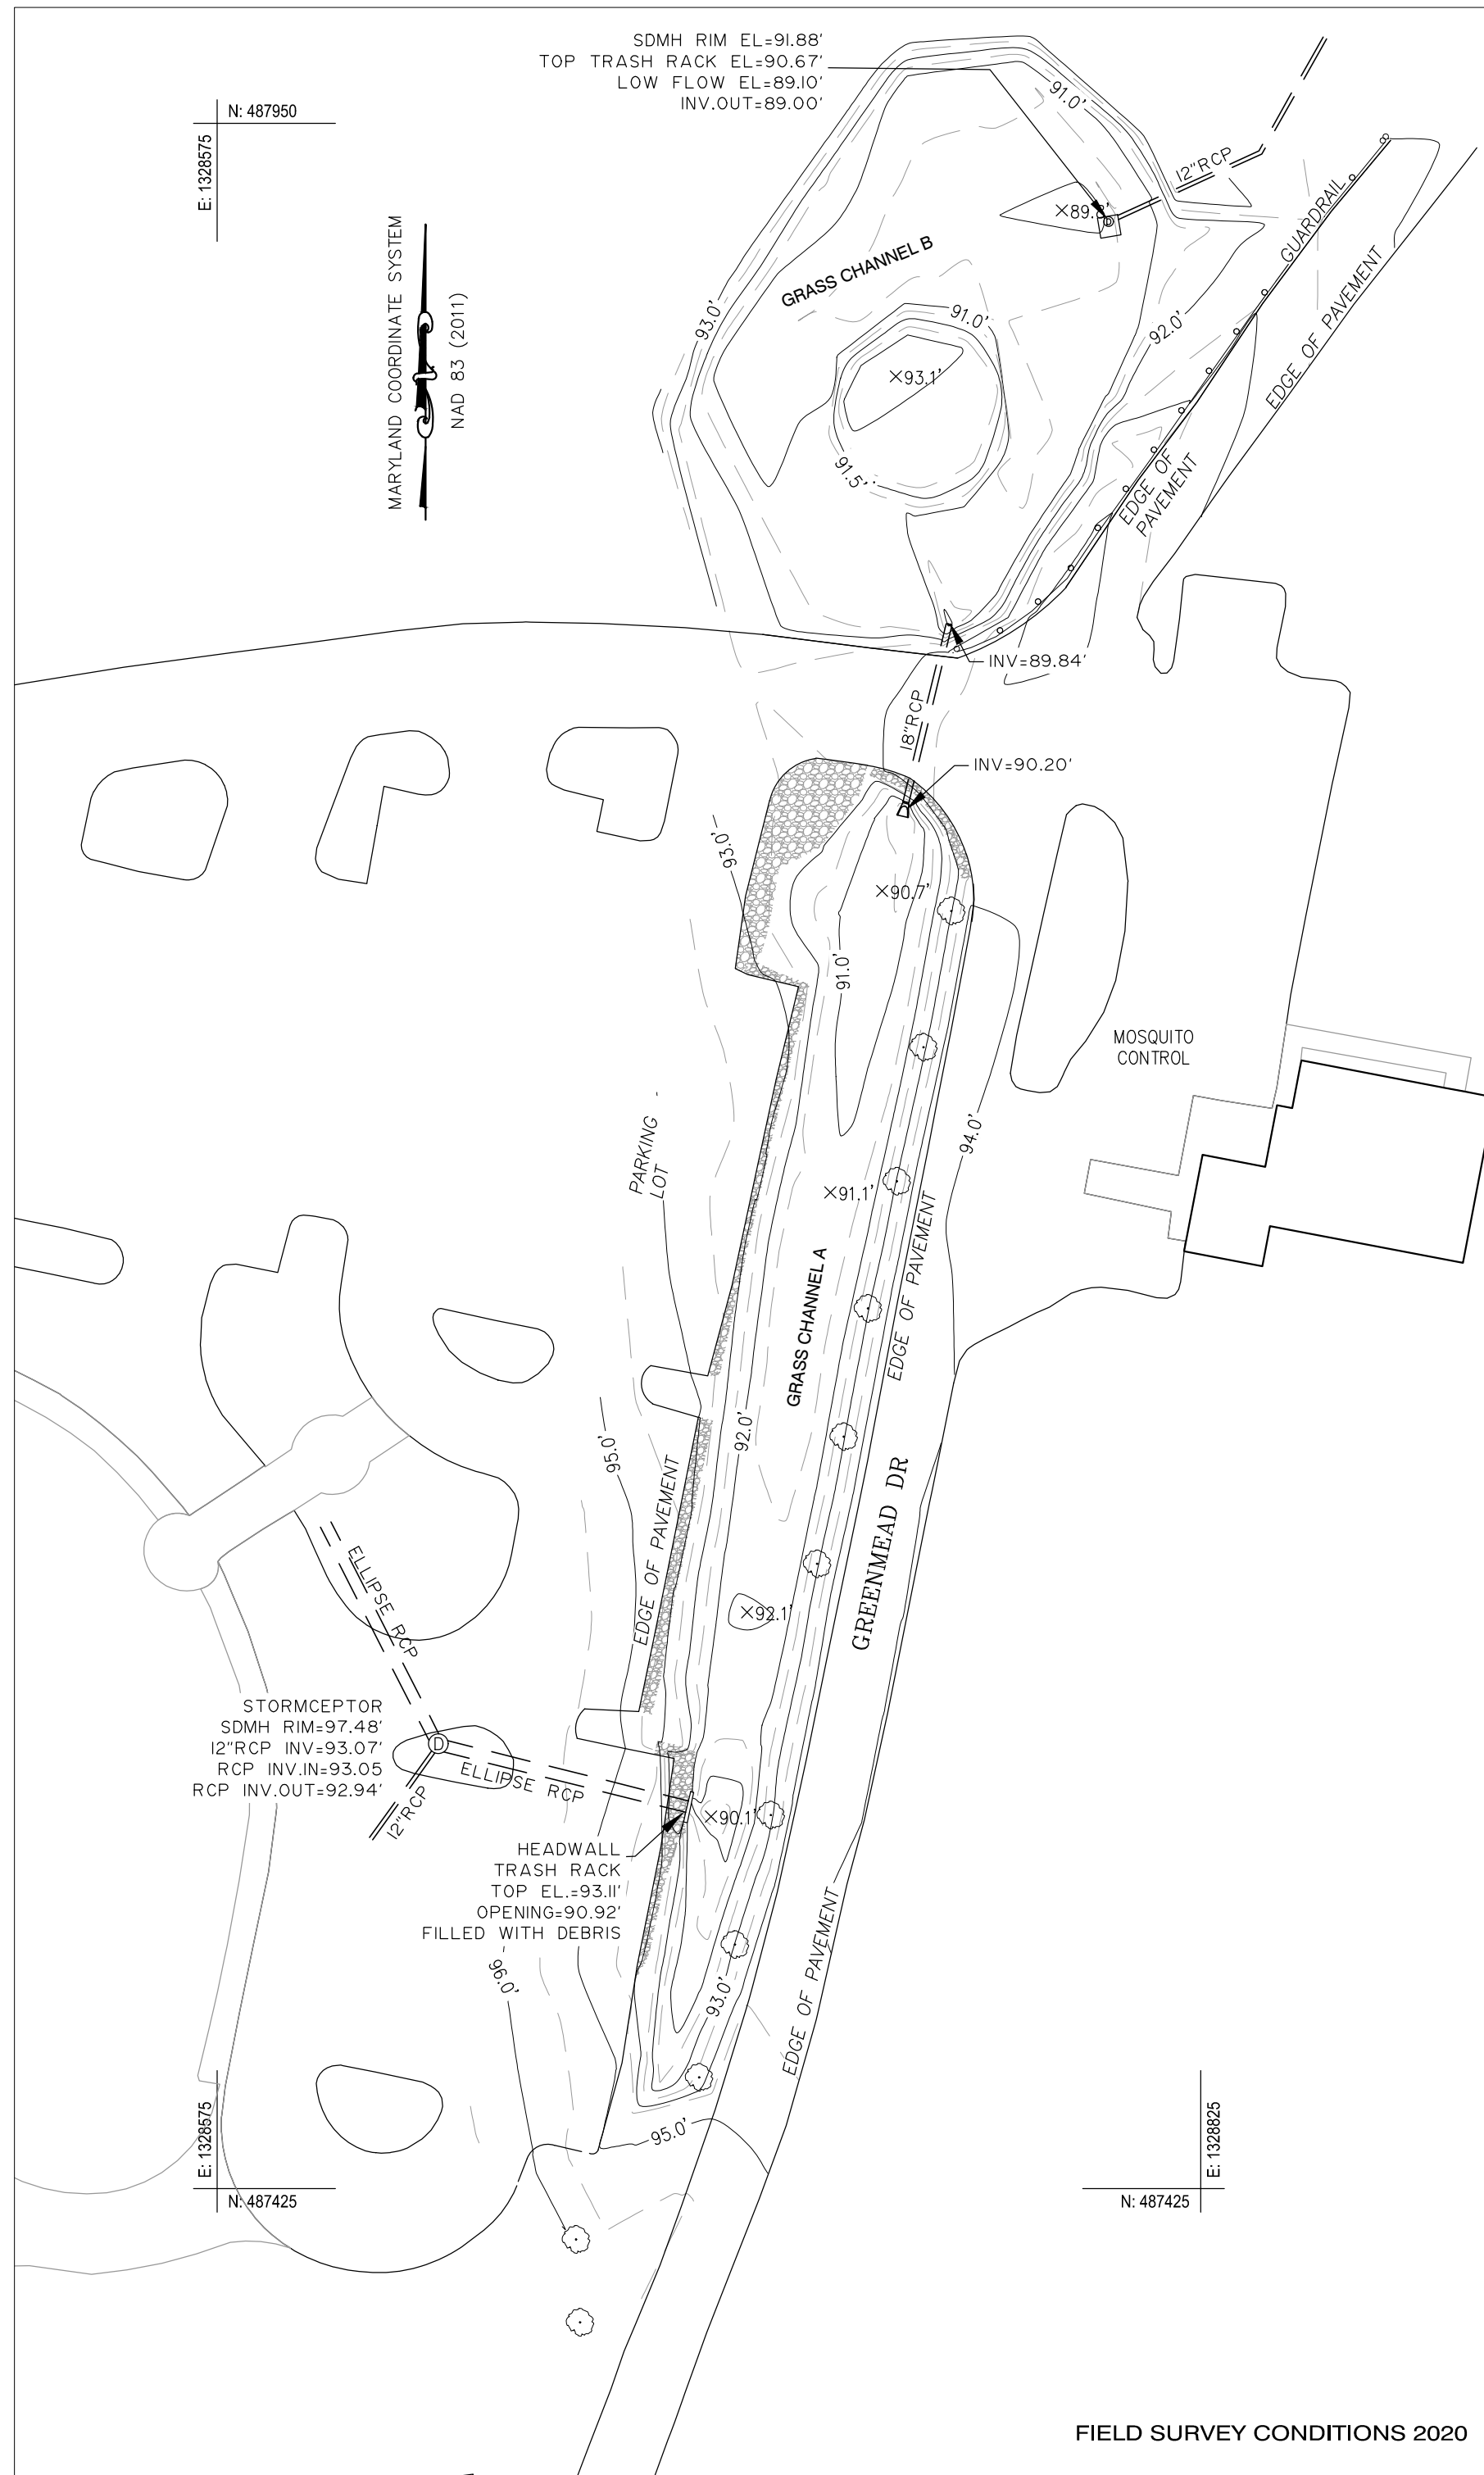 SDMH RIM EL=91.88'
TOP TRASH RACK EL=90.67'
LOW FLOW EL=89.10'
INV.OUT=89.00'
N: 487950
E: 1328575
MARYLAND COORDINATE SYSTEM
NAD 83 (2011)
91.0'
12"RCP
GUARDRAIL
EDGE OF PAVEMENT
GRASS CHANNEL B
93.0'
91.0'
92.0'
×93.1'
91.5'
EDGE OF
PAVEMENT
INV=89.84'
18"RCP
INV=90.20'
93.0'
×90.7'
91.0'
MOSQUITO
CONTROL
PARKING
LOT
94.0'
×91.1'
EDGE OF PAVEMENT
GRASS CHANNEL A
92.0'
95.0'
EDGE OF PAVEMENT
GREENMEAD DR
ELLIPSE RCP
×92.1'
STORMCEPTOR
SDMH RIM=97.48'
12"RCP INV=93.07'
RCP INV.IN=93.05
RCP INV.OUT=92.94'
D
ELLIPSE RCP
12"RCP
×90.1'
HEADWALL
TRASH RACK
TOP EL.=93.11'
OPENING=90.92'
FILLED WITH DEBRIS
96.0'
93.0'
EDGE OF PAVEMENT
95.0'
E: 1328575
N: 487425
E: 1328825
N: 487425
FIELD SURVEY CONDITIONS 2020